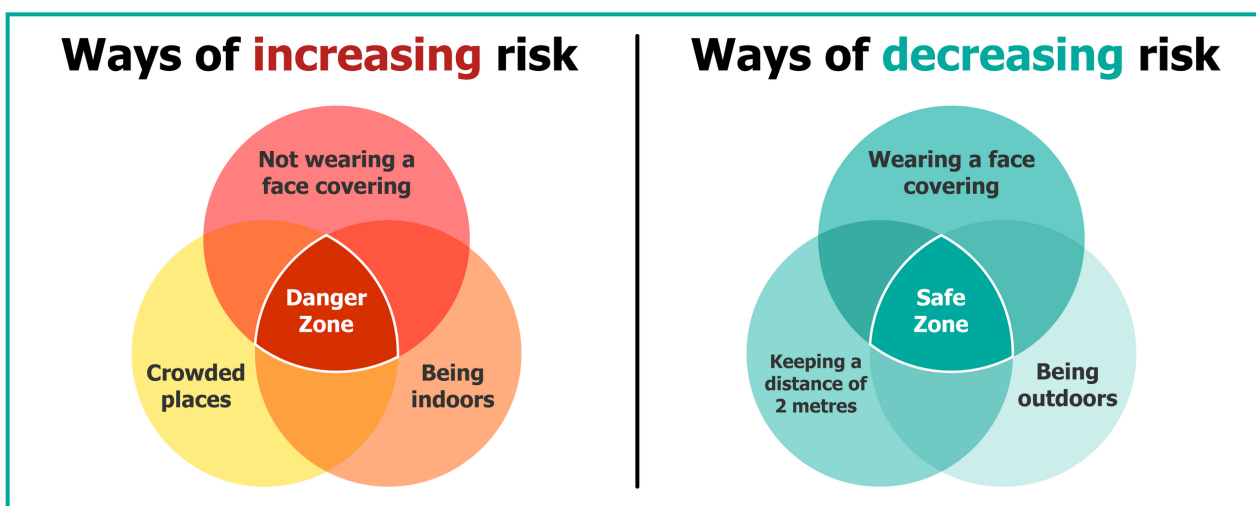 Ways of increasing risk
Not wearing a
face covering
Danger
Zone
Crowded
places
Being
indoors
Ways of decreasing risk
Wearing a face
covering
Safe
Zone
Keeping a
distance of
2 metres
Being
outdoors